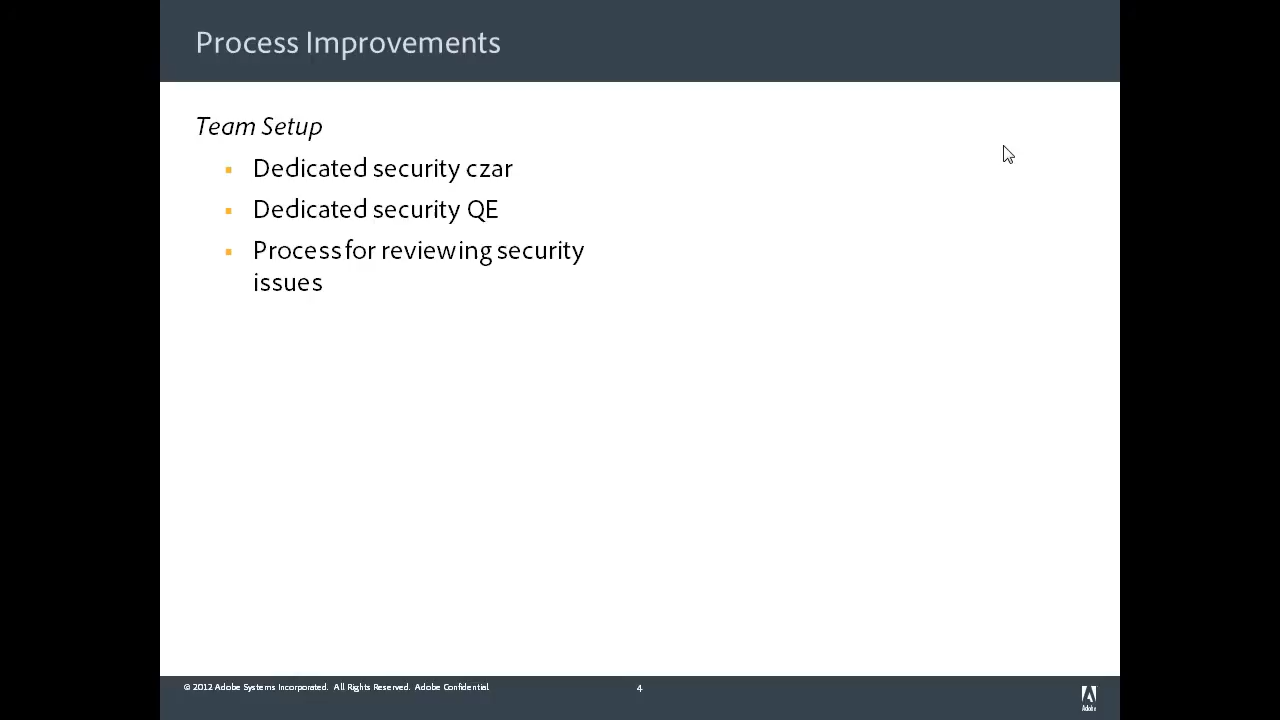 Process Improvements
Team Setup
Dedicated security czar
Dedicated security QE
Process for reviewing security
issues
© 2012 Adobe Systems Incorporated. All Rights Reserved. Adobe Confidential
4
Adobe